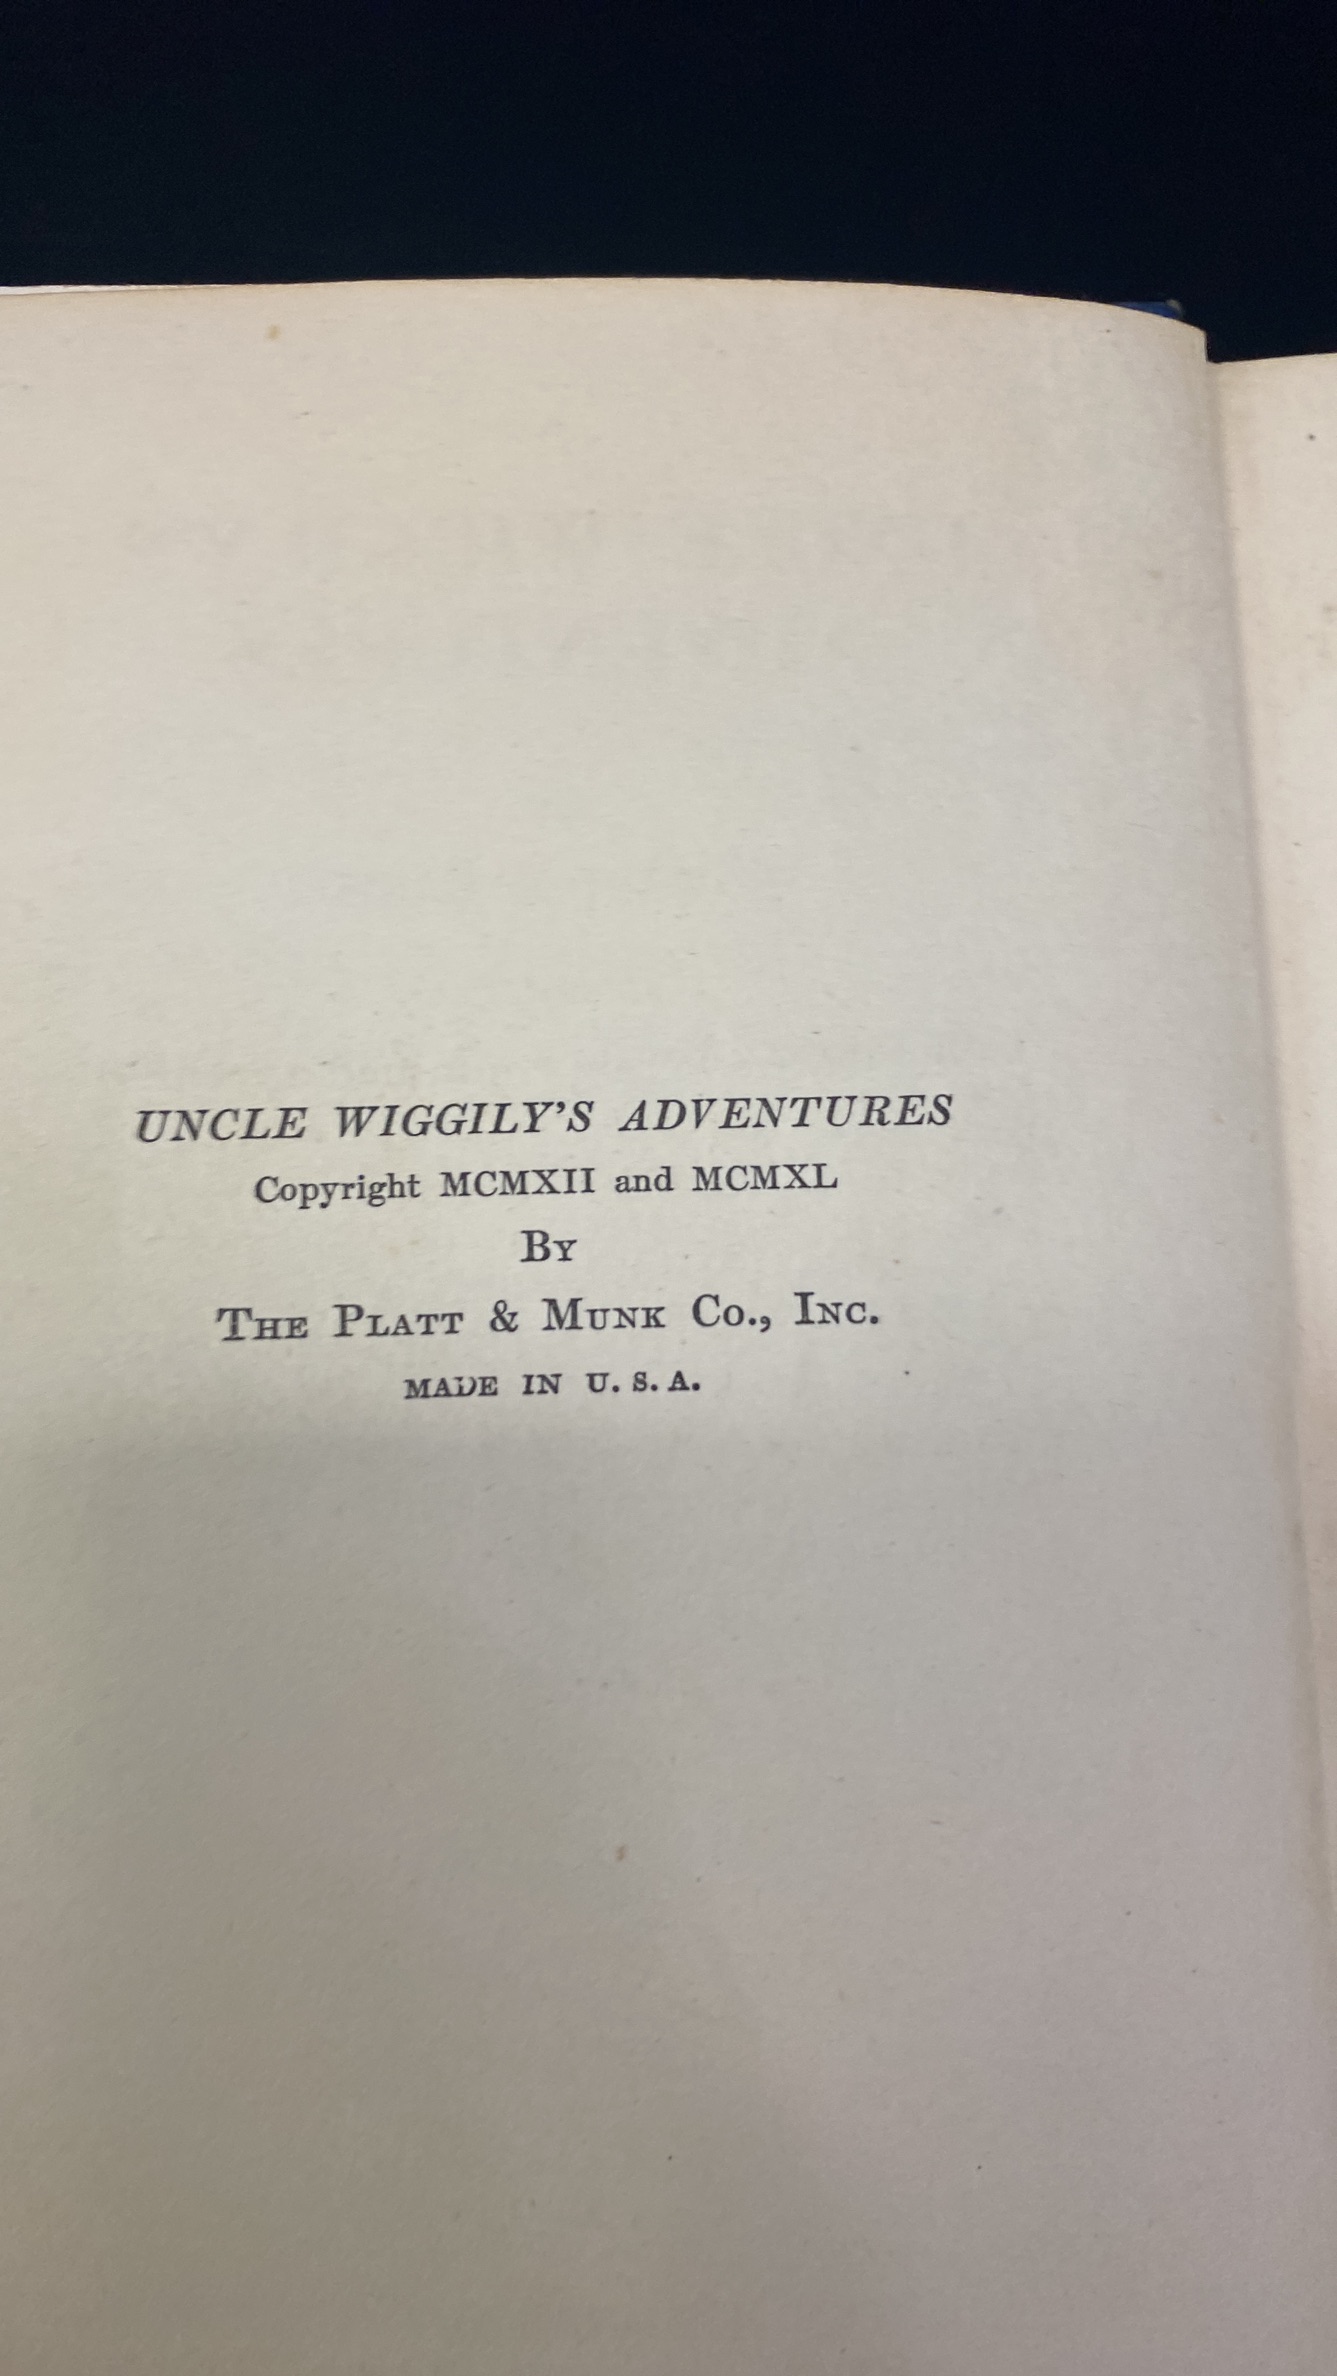 UNCLE WIGGILY'S ADVENTURES
Copyright MCMXII and MCMXL
BY
THE PLATT & MUNK CO., INC.
MADE IN U. S. A.